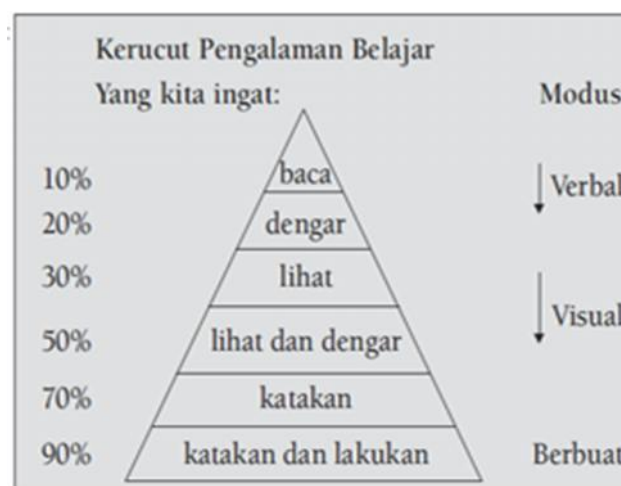 Kerucut Pengalaman Belajar
Yang kita ingat: Modus
10% baca Verbal
20% dengar
30% lihat
50% lihat dan dengar Visual
70% katakan
90% katakan dan lakukan Berbuat